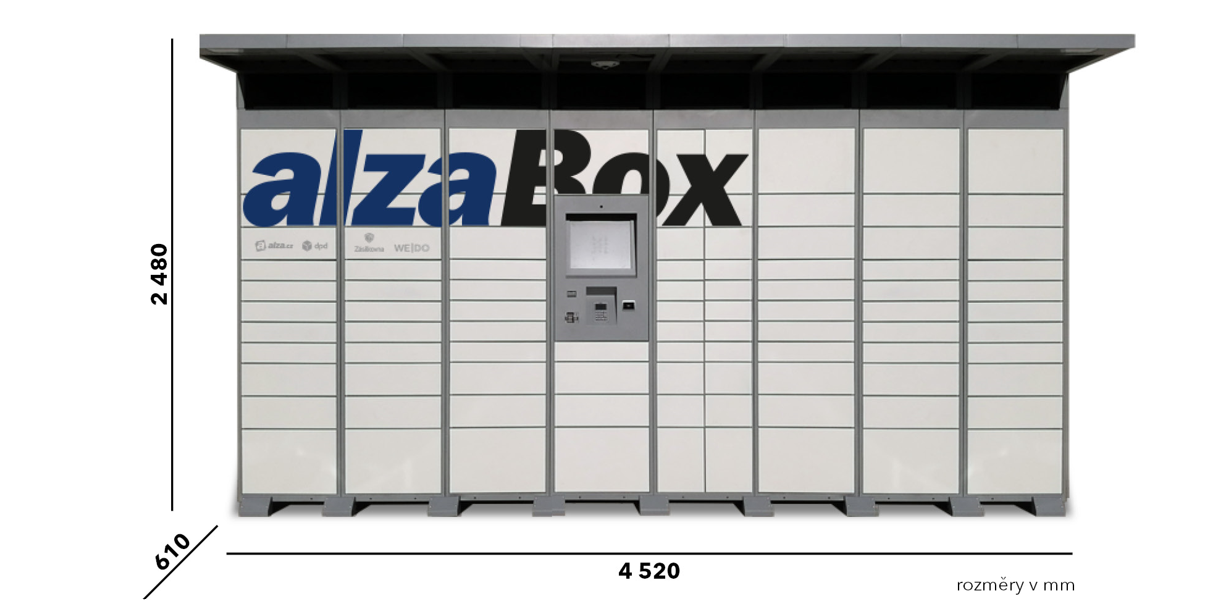 alzaBox
alza.cz dpd Zásilkovna WE|DO
2 480
610
4 520
rozměry v mm